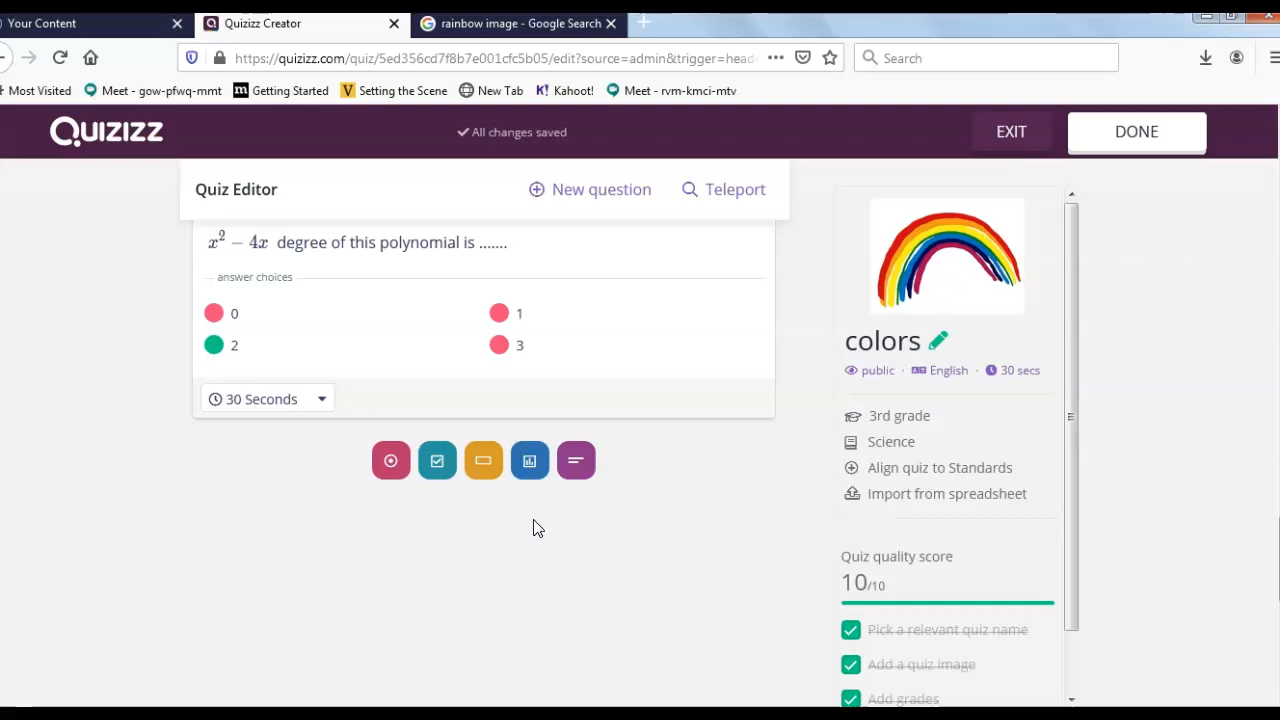 Your Content
Quizizz Creator
rainbow image - Google Search
https://quizizz.com/quiz/5ed356cd7f8b7e001cfc5b05/edit?source=admin&trigger=head
Search
Most Visited
Meet - gow-pfwq-mmt
Getting Started
Setting the Scene
New Tab
Kahoot!
Meet - rvm-kmci-mtv
Quizizz
All changes saved
EXIT
DONE
Quiz Editor
New question
Teleport
x² − 4x degree of this polynomial is .......
answer choices
0
1
2
3
30 Seconds
colors
public · English · 30 secs
3rd grade
Science
Align quiz to Standards
Import from spreadsheet
Quiz quality score
10/10
Pick a relevant quiz name
Add a quiz image
Add grades